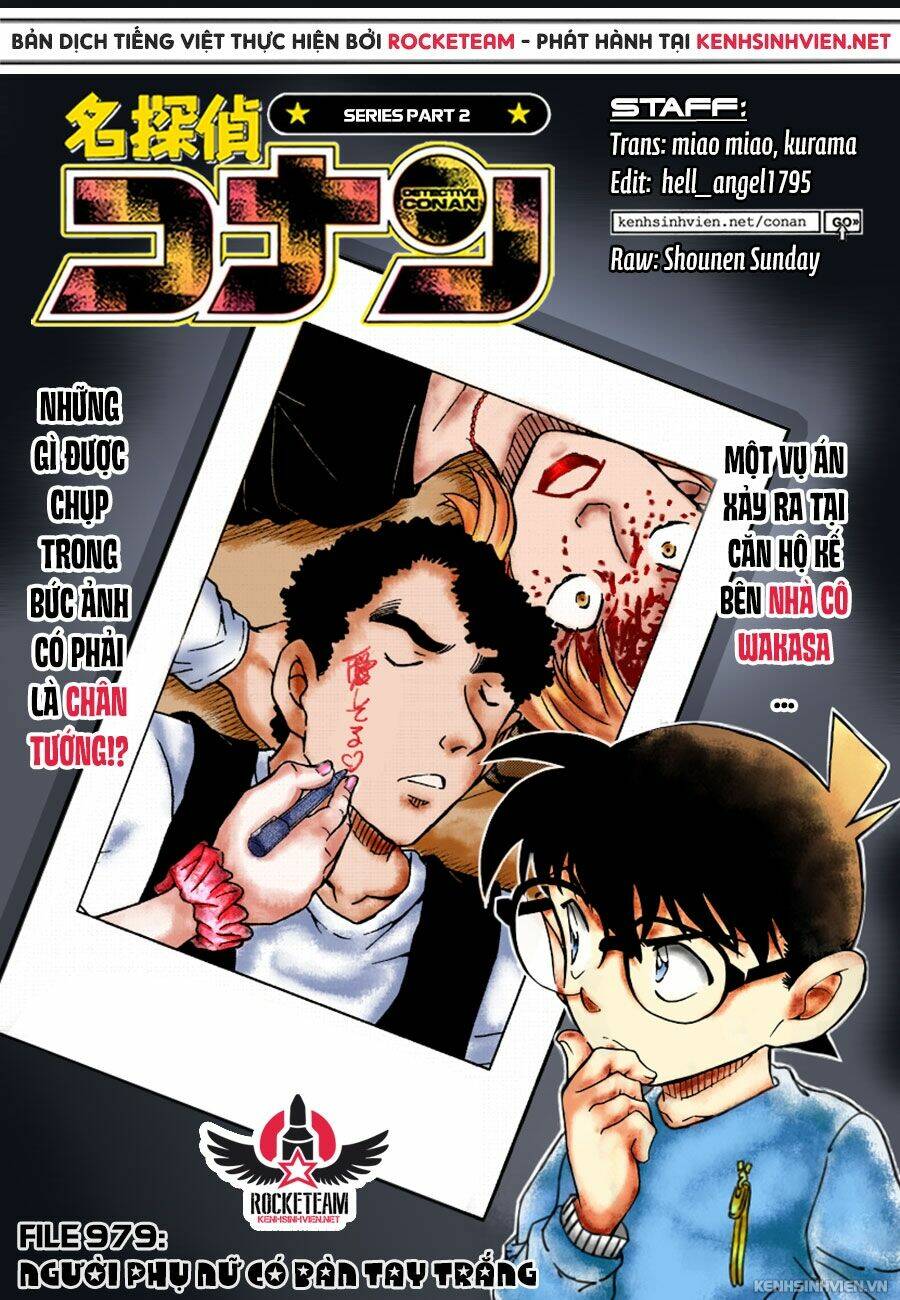 BẢN DỊCH TIẾNG VIỆT THỰC HIỆN BỞI ROCKETEAM - PHÁT HÀNH TẠI KENHSINHVIEN.NET
名探偵
SERIES PART 2
コナン
DETECTIVE
CONAN
STAFF:
Trans: miao miao, kurama
Edit: hell_angel1795
kenhsinhvien.net/conan GO»
Raw: Shounen Sunday
NHỮNG
GÌ ĐƯỢC
CHỤP
TRONG
BỨC ẢNH
CÓ PHẢI
LÀ CHÂN
TƯỚNG!?
MỘT VỤ ÁN
XẢY RA TẠI
CĂN HỘ KẾ
BÊN NHÀ CÔ
WAKASA
...
愛してる♡
ROCKETEAM
KENHSINHVIEN.NET
FILE 979:
NGƯỜI PHỤ NỮ CÓ BÀN TAY TRẮNG
KENHSINHVIEN.VN